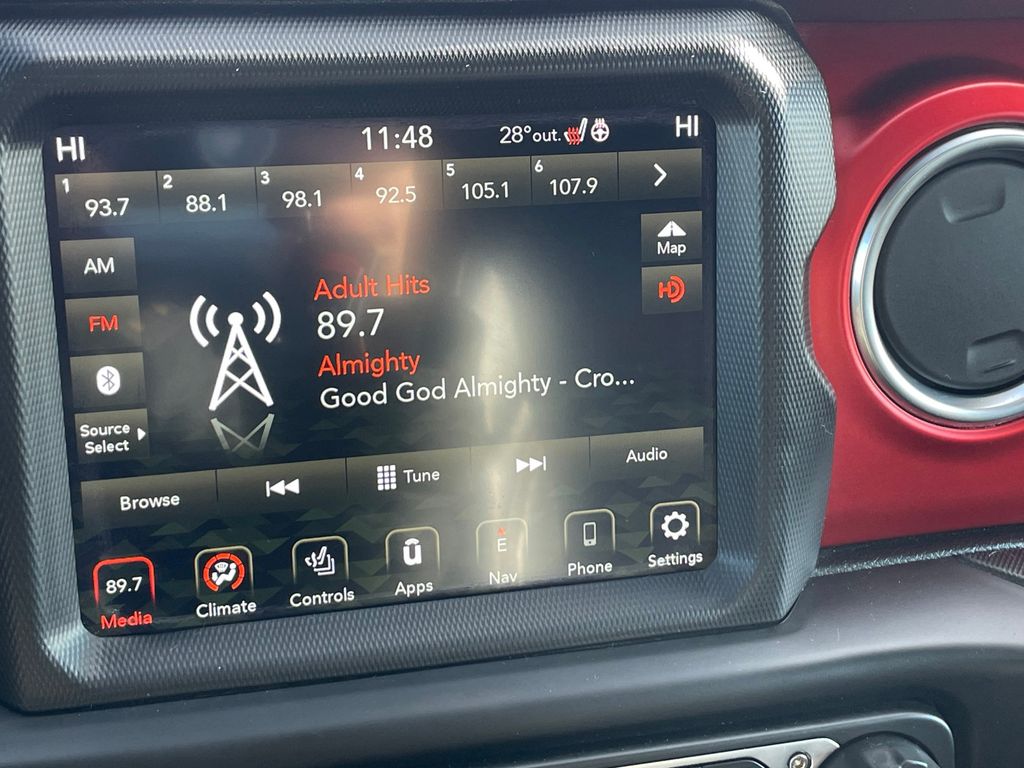 HI 11:48 28° out. HI
1 93.7 2 88.1 3 98.1 4 92.5 5 105.1 6 107.9
AM
Map
Adult Hits
HD
FM
89.7
Almighty
Good God Almighty - Cro...
Source
Select
Browse
Tune
Audio
89.7
Media
Climate
Controls
Apps
E
Nav
Phone
Settings